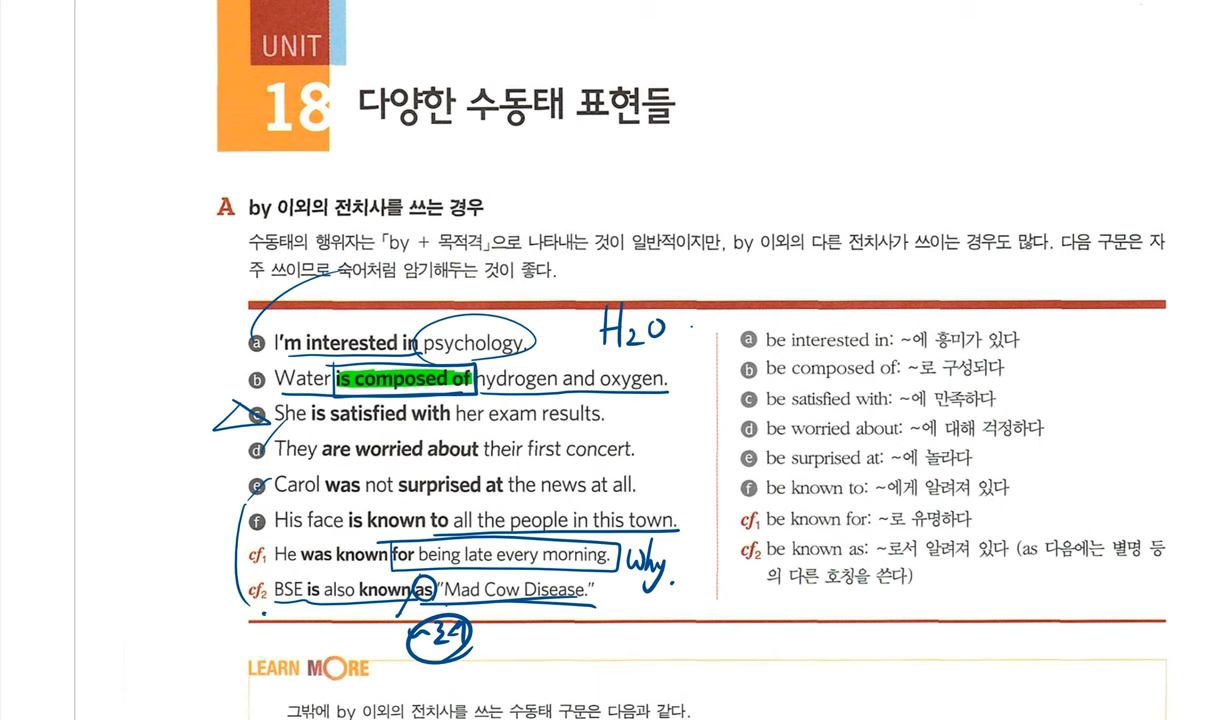 UNIT
18 다양한 수동태 표현들
A by 이외의 전치사를 쓰는 경우
수동태의 행위자는 「by + 목적격」으로 나타내는 것이 일반적이지만, by 이외의 다른 전치사가 쓰이는 경우도 많다. 다음 구문은 자
주 쓰이므로 숙어처럼 암기해두는 것이 좋다.
H₂O
ⓐ I'm interested in psychology.
ⓑ Water is composed of hydrogen and oxygen.
ⓒ She is satisfied with her exam results.
ⓓ They are worried about their first concert.
ⓔ Carol was not surprised at the news at all.
ⓕ His face is known to all the people in this town.
cf₁ He was known for being late every morning.
Why.
cf₂ BSE is also known as "Mad Cow Disease."
~로서
ⓐ be interested in: ~에 흥미가 있다
ⓑ be composed of: ~로 구성되다
ⓒ be satisfied with: ~에 만족하다
ⓓ be worried about: ~에 대해 걱정하다
ⓔ be surprised at: ~에 놀라다
ⓕ be known to: ~에게 알려져 있다
cf₁ be known for: ~로 유명하다
cf₂ be known as: ~로서 알려져 있다 (as 다음에는 별명 등
의 다른 호칭을 쓴다)
LEARN MORE
그밖에 by 이외의 전치사를 쓰는 수동태 구문은 다음과 같다.